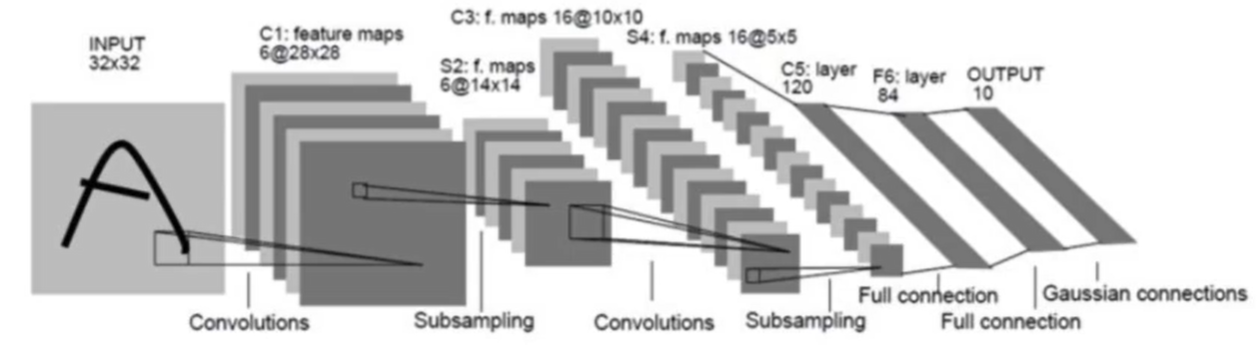 INPUT
32x32
C1: feature maps
6@28x28
S2: f. maps
6@14x14
C3: f. maps 16@10x10
S4: f. maps 16@5x5
C5: layer
120
F6: layer
84
OUTPUT
10
Convolutions
Subsampling
Convolutions
Subsampling
Full connection
Full connection
Gaussian connections